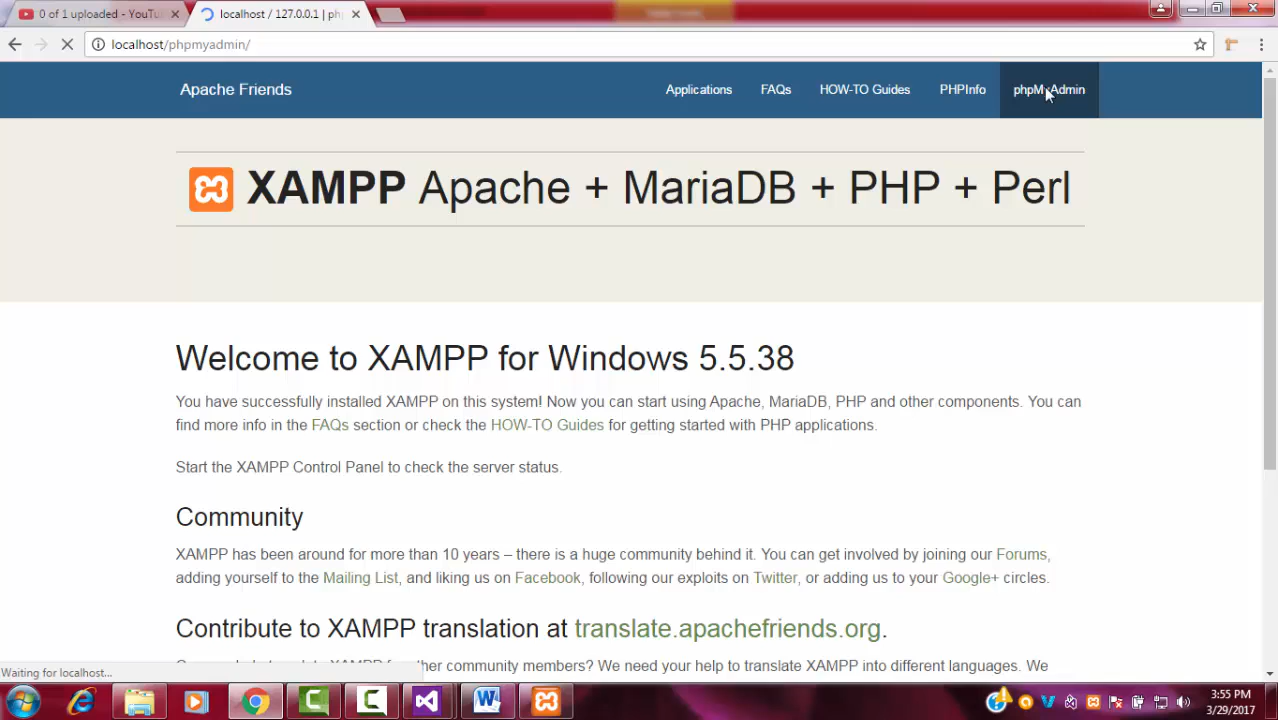 0 of 1 uploaded - YouTu
localhost / 127.0.0.1 | ph
localhost/phpmyadmin/
Apache Friends
Applications
FAQs
HOW-TO Guides
PHPInfo
phpMyAdmin
XAMPP Apache + MariaDB + PHP + Perl
Welcome to XAMPP for Windows 5.5.38
You have successfully installed XAMPP on this system! Now you can start using Apache, MariaDB, PHP and other components. You can
find more info in the FAQs section or check the HOW-TO Guides for getting started with PHP applications.
Start the XAMPP Control Panel to check the server status.
Community
XAMPP has been around for more than 10 years – there is a huge community behind it. You can get involved by joining our Forums,
adding yourself to the Mailing List, and liking us on Facebook, following our exploits on Twitter, or adding us to your Google+ circles.
Contribute to XAMPP translation at translate.apachefriends.org.
XAMPP community members? We need your help to translate XAMPP into different languages. We
Waiting for localhost...
3:55 PM
3/29/2017